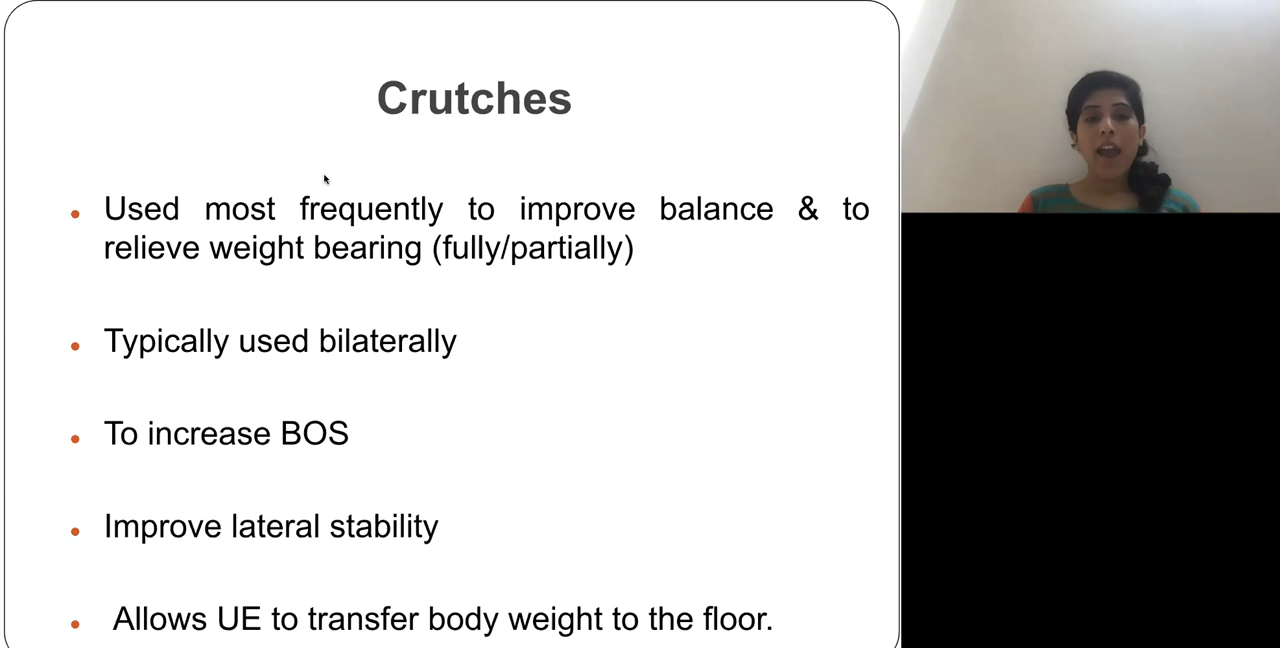 Crutches
Used most frequently to improve balance & to
relieve weight bearing (fully/partially)
Typically used bilaterally
To increase BOS
Improve lateral stability
Allows UE to transfer body weight to the floor.